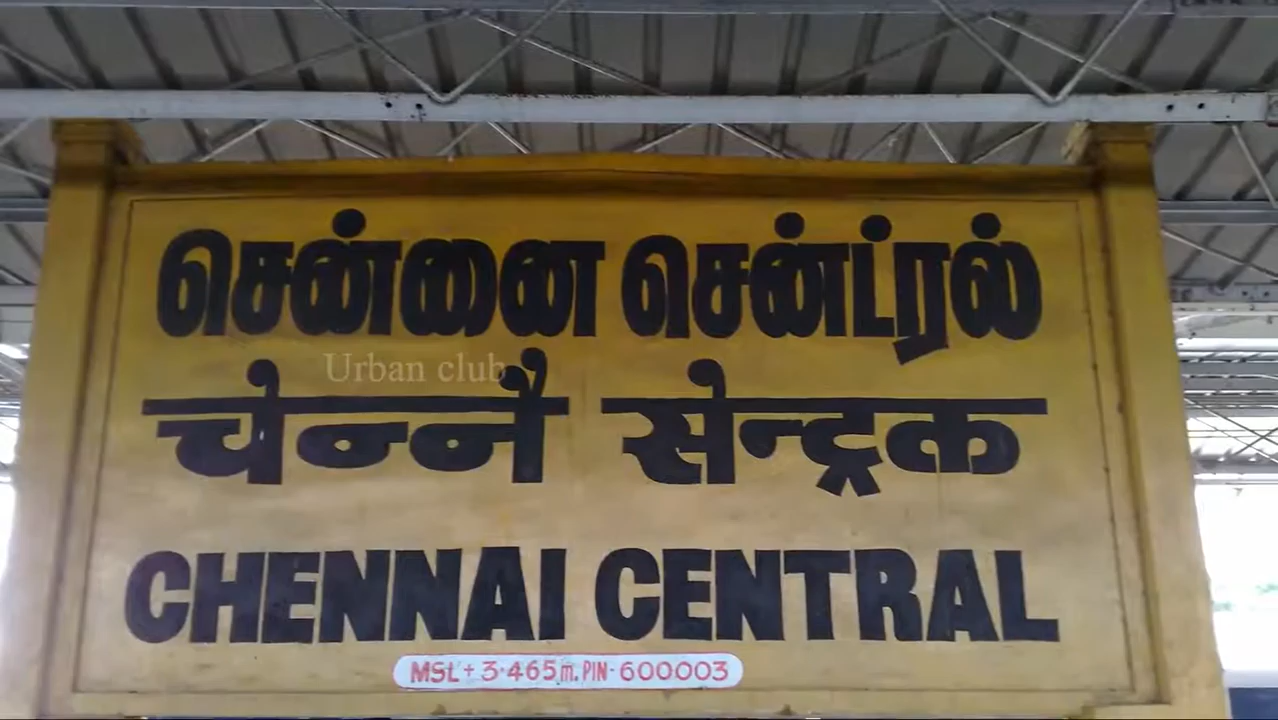 சென்னை சென்ட்ரல்
Urban club
चेन्नै सेन्ट्रल
CHENNAI CENTRAL
MSL + 3.465m. PIN - 600003